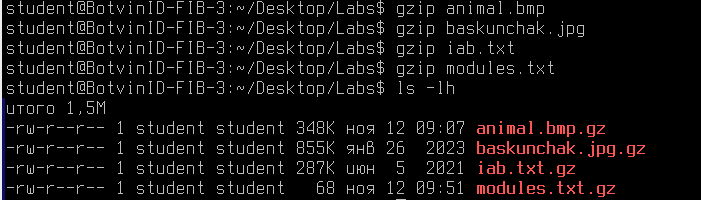 student@BotvinID-FIB-3:~/Desktop/Labs$ gzip animal.bmp
student@BotvinID-FIB-3:~/Desktop/Labs$ gzip baskunchak.jpg
student@BotvinID-FIB-3:~/Desktop/Labs$ gzip iab.txt
student@BotvinID-FIB-3:~/Desktop/Labs$ gzip modules.txt
student@BotvinID-FIB-3:~/Desktop/Labs$ ls -lh
итого 1,5M
-rw-r--r-- 1 student student 348K ноя 12 09:07 animal.bmp.gz
-rw-r--r-- 1 student student 855K янв 26  2023 baskunchak.jpg.gz
-rw-r--r-- 1 student student 287K июн  5  2021 iab.txt.gz
-rw-r--r-- 1 student student   68 ноя 12 09:51 modules.txt.gz